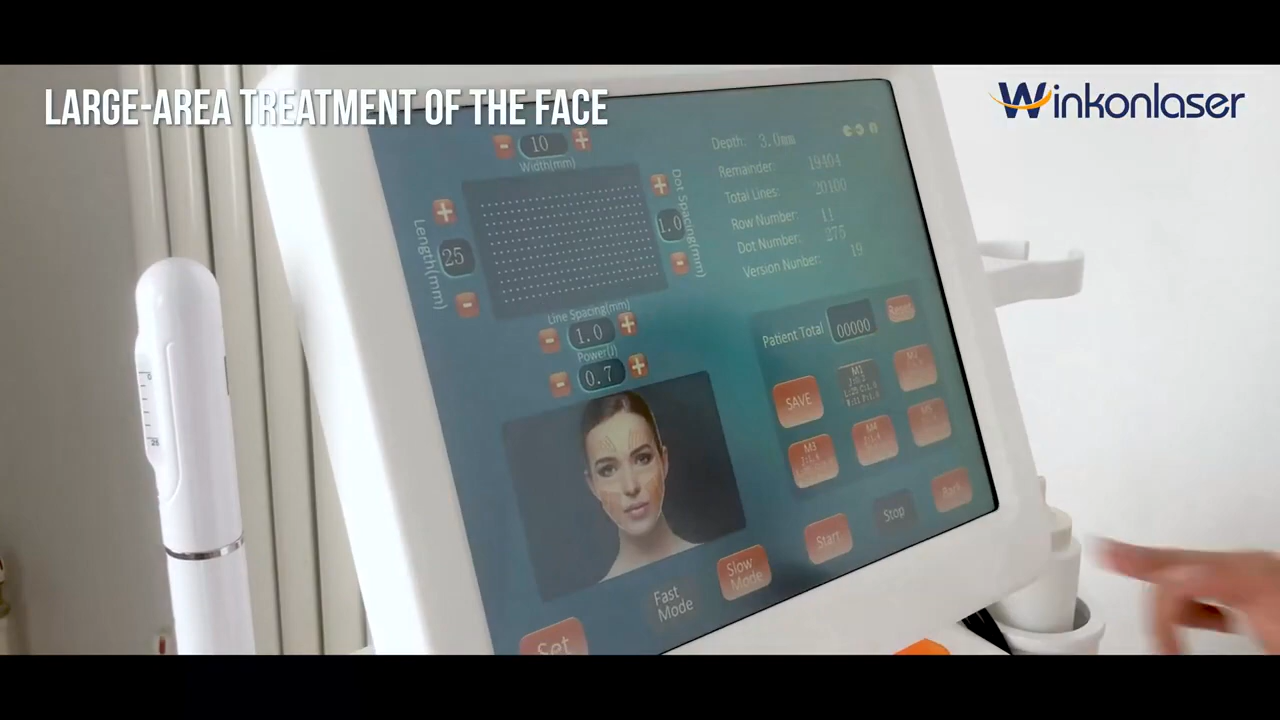 LARGE-AREA TREATMENT OF THE FACE
Winkonlaser
- 10 +
Width(mm)
+
Length(mm)
25
-
+
Dot Spacing(mm)
1.0
-
Line Spacing(mm)
- 1.0 +
Power(J)
- 0.7 +
Depth: 3.0mm
Remainder: 19404
Total Lines: 20100
Row Number: 11
Dot Number: 275
Version Nunber: 19
Patient Total 00000 Reset
SAVE
M1
M2
M3
M4
M5
Set
Fast Mode
Slow Mode
Start
Stop
Back
0